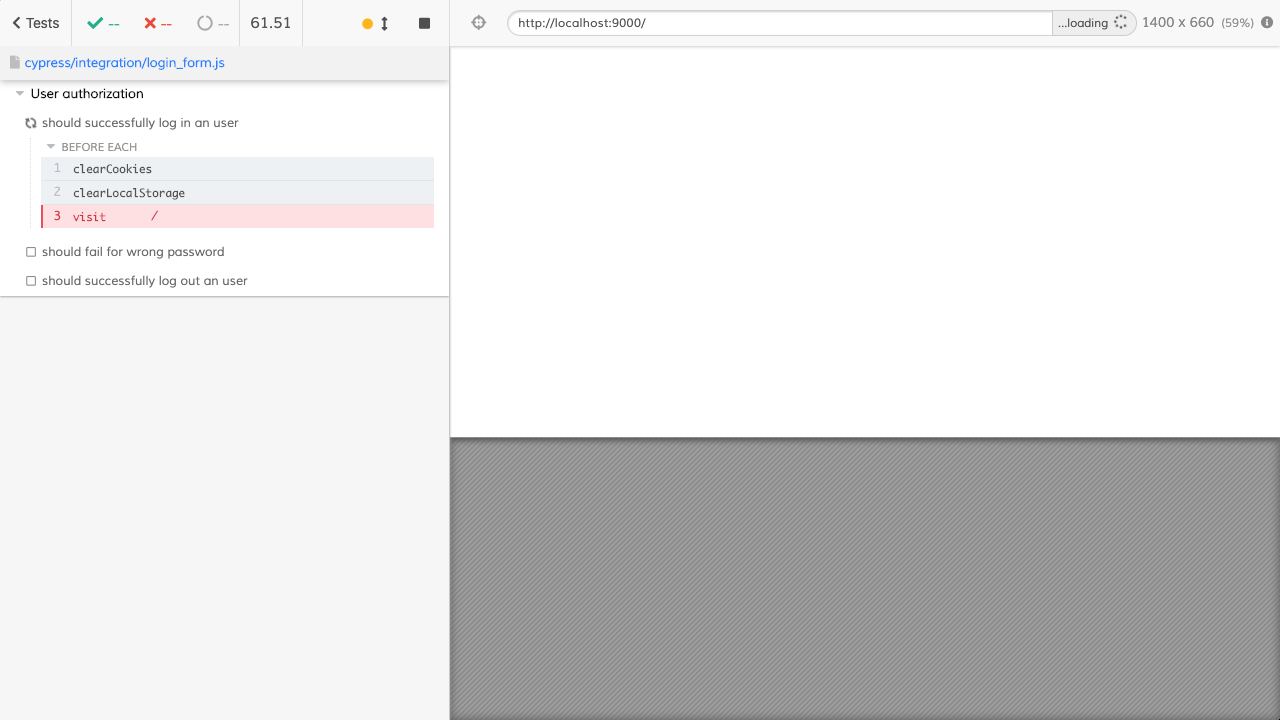 Tests -- -- -- 61.51
http://localhost:9000/ ...loading 1400 x 660 (59%)
cypress/integration/login_form.js
User authorization
should successfully log in an user
BEFORE EACH
1 clearCookies
2 clearLocalStorage
3 visit /
should fail for wrong password
should successfully log out an user